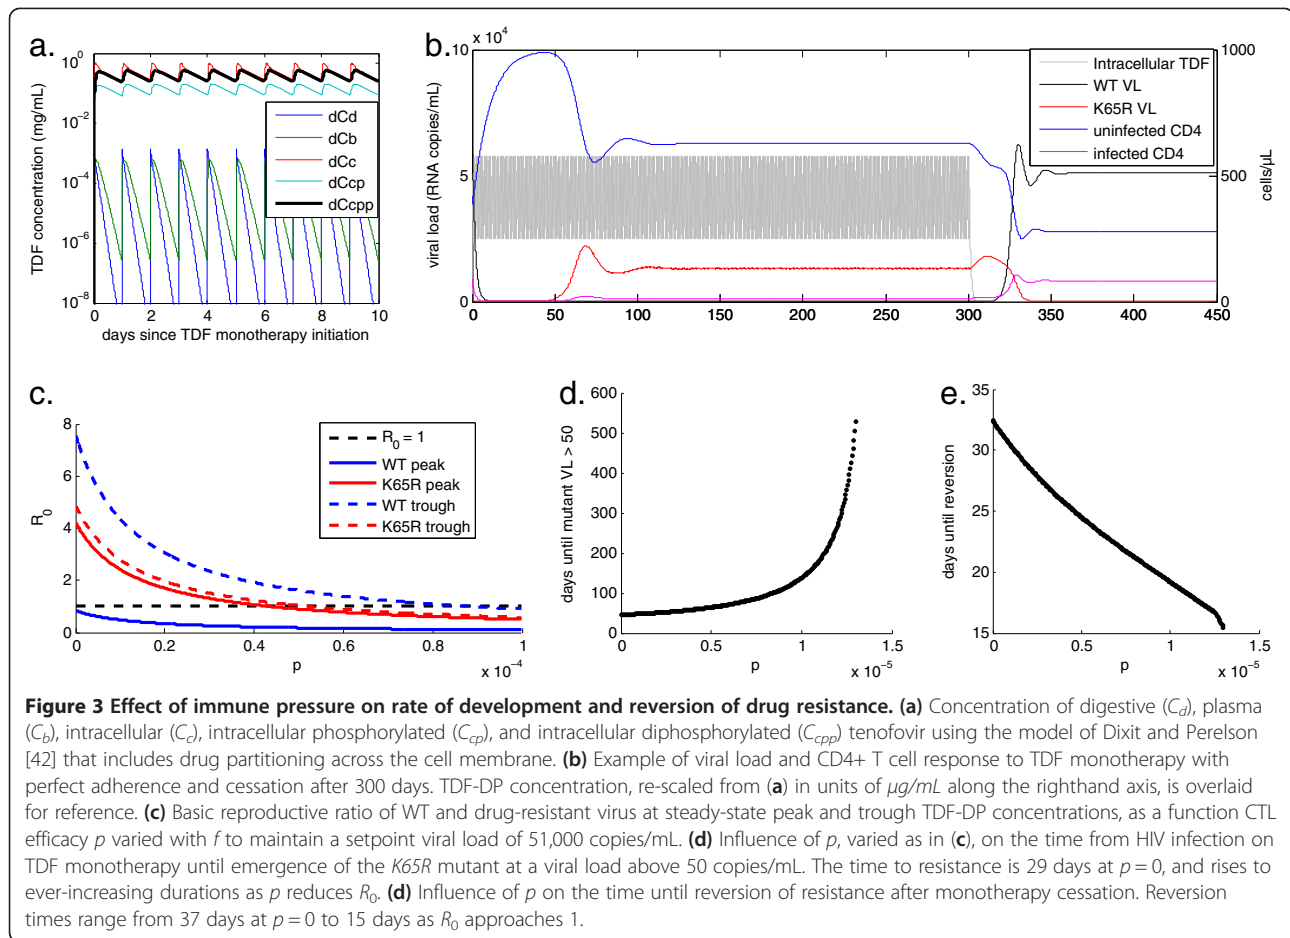 a.
10^0
10^−2
10^−4
10^−6
10^−8
TDF concentration (mg/mL)
dCd
dCb
dCc
dCcp
dCcpp
0 2 4 6 8 10
days since TDF monotherapy initiation
b.
x 10^4
10
5
0
viral load (RNA copies/mL)
Intracellular TDF
WT VL
K65R VL
uninfected CD4
infected CD4
1000
500
0
cells/μL
0 50 100 150 200 250 300 350 400 450
c.
8
6
4
2
0
R_0
R_0 = 1
WT peak
K65R peak
WT trough
K65R trough
0 0.2 0.4 0.6 0.8 1
p
x 10^−4
d.
600
500
400
300
200
100
0
days until mutant VL > 50
0 0.5 1 1.5
p
x 10^−5
e.
35
30
25
20
15
days until reversion
0 0.5 1 1.5
p
x 10^−5
Figure 3 Effect of immune pressure on rate of development and reversion of drug resistance. (a) Concentration of digestive (C_d), plasma
(C_b), intracellular (C_c), intracellular phosphorylated (C_cp), and intracellular diphosphorylated (C_cpp) tenofovir using the model of Dixit and Perelson
[42] that includes drug partitioning across the cell membrane. (b) Example of viral load and CD4+ T cell response to TDF monotherapy with
perfect adherence and cessation after 300 days. TDF-DP concentration, re-scaled from (a) in units of μg/mL along the righthand axis, is overlaid
for reference. (c) Basic reproductive ratio of WT and drug-resistant virus at steady-state peak and trough TDF-DP concentrations, as a function CTL
efficacy p varied with f to maintain a setpoint viral load of 51,000 copies/mL. (d) Influence of p, varied as in (c), on the time from HIV infection on
TDF monotherapy until emergence of the K65R mutant at a viral load above 50 copies/mL. The time to resistance is 29 days at p = 0, and rises to
ever-increasing durations as p reduces R_0. (d) Influence of p on the time until reversion of resistance after monotherapy cessation. Reversion
times range from 37 days at p = 0 to 15 days as R_0 approaches 1.